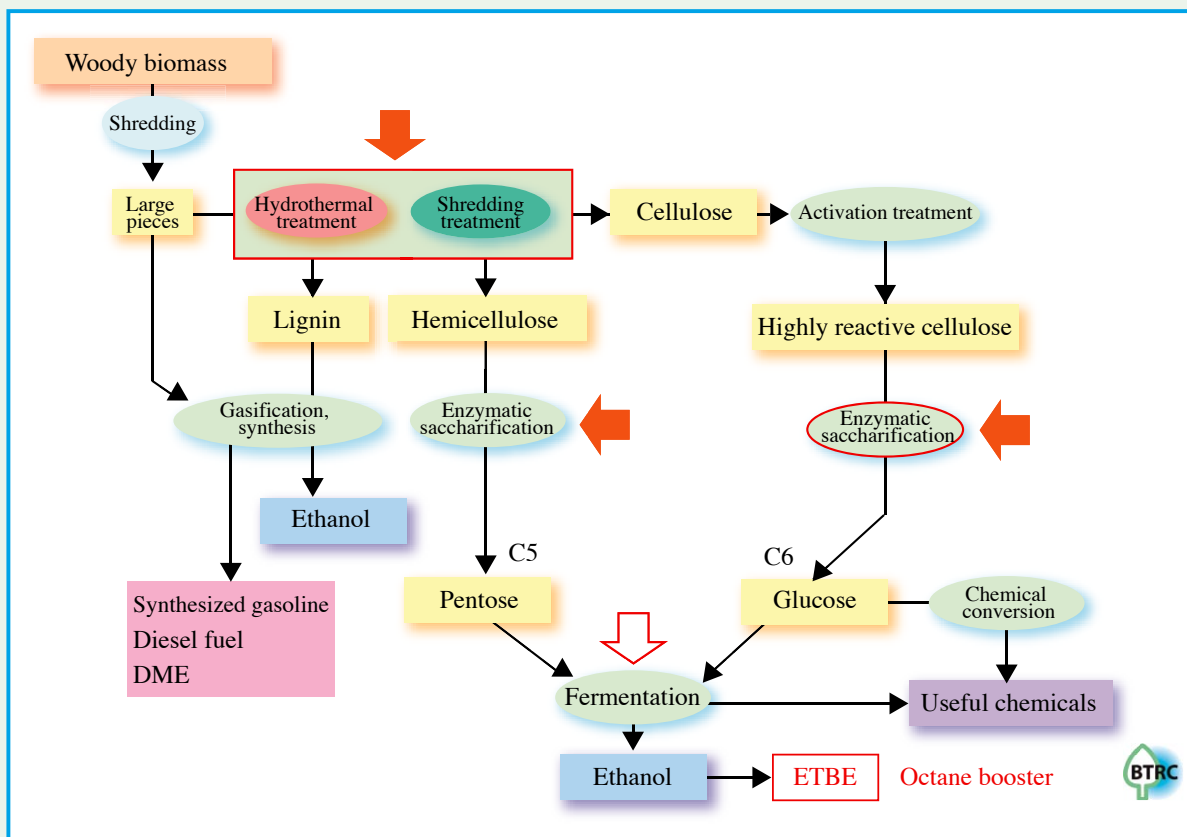 Woody biomass
Shredding
Large
pieces
Hydrothermal
treatment
Shredding
treatment
Cellulose
Activation treatment
Lignin
Hemicellulose
Highly reactive cellulose
Gasification,
synthesis
Enzymatic
saccharification
Enzymatic
saccharification
Ethanol
C5
C6
Synthesized gasoline
Diesel fuel
DME
Pentose
Glucose
Chemical
conversion
Fermentation
Useful chemicals
Ethanol
ETBE
Octane booster
BTRC